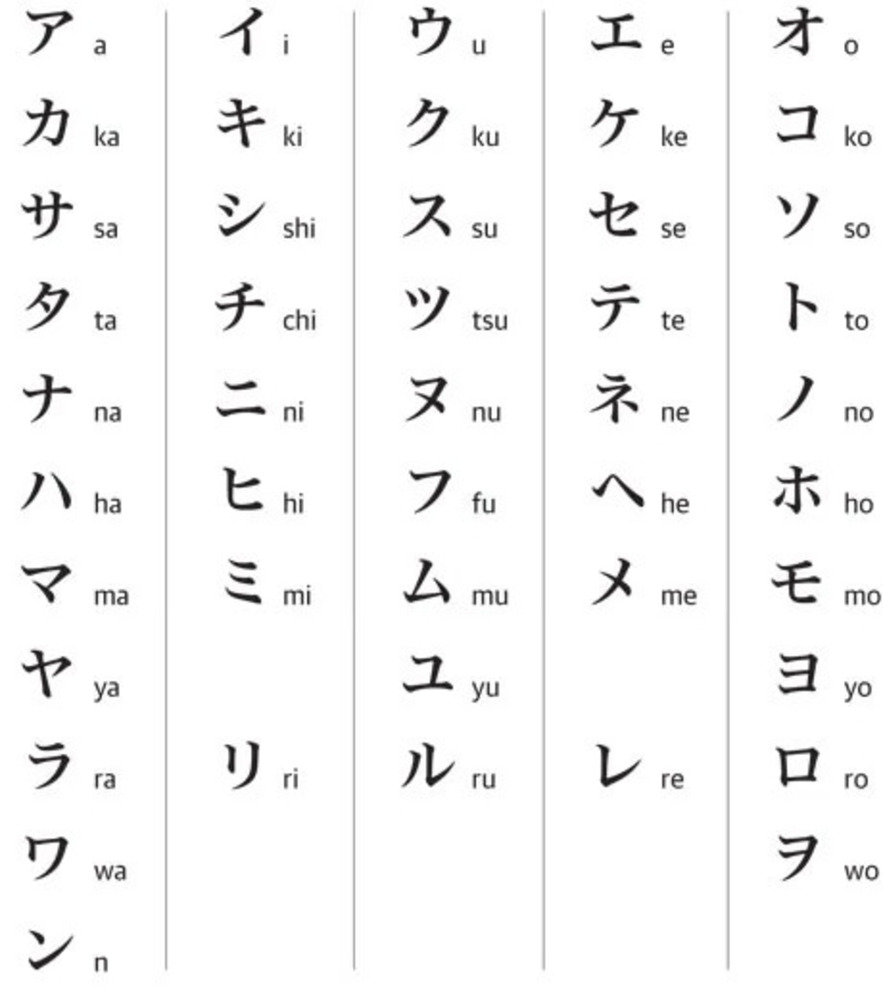 ア a イ i ウ u エ e オ o
カ ka キ ki ク ku ケ ke コ ko
サ sa シ shi ス su セ se ソ so
タ ta チ chi ツ tsu テ te ト to
ナ na ニ ni ヌ nu ネ ne ノ no
ハ ha ヒ hi フ fu ヘ he ホ ho
マ ma ミ mi ム mu メ me モ mo
ヤ ya ユ yu ヨ yo
ラ ra リ ri ル ru レ re ロ ro
ワ wa ヲ wo
ン n